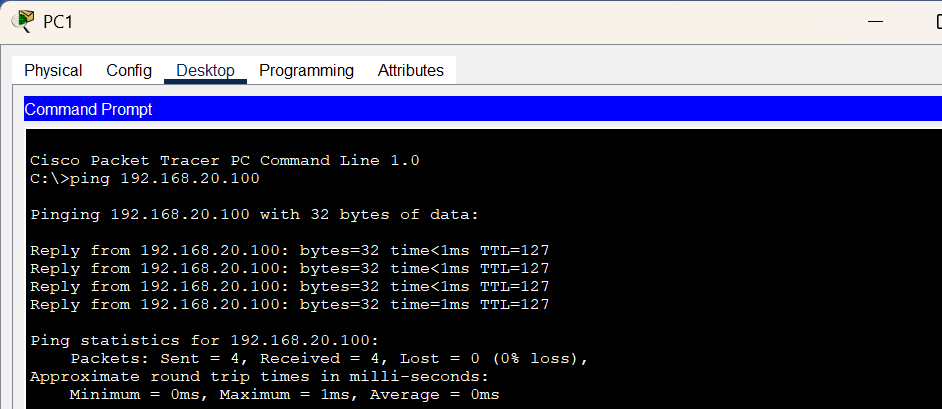 PC1
Physical Config Desktop Programming Attributes
Command Prompt
Cisco Packet Tracer PC Command Line 1.0
C:\>ping 192.168.20.100
Pinging 192.168.20.100 with 32 bytes of data:
Reply from 192.168.20.100: bytes=32 time<1ms TTL=127
Reply from 192.168.20.100: bytes=32 time<1ms TTL=127
Reply from 192.168.20.100: bytes=32 time<1ms TTL=127
Reply from 192.168.20.100: bytes=32 time=1ms TTL=127
Ping statistics for 192.168.20.100:
Packets: Sent = 4, Received = 4, Lost = 0 (0% loss),
Approximate round trip times in milli-seconds:
Minimum = 0ms, Maximum = 1ms, Average = 0ms